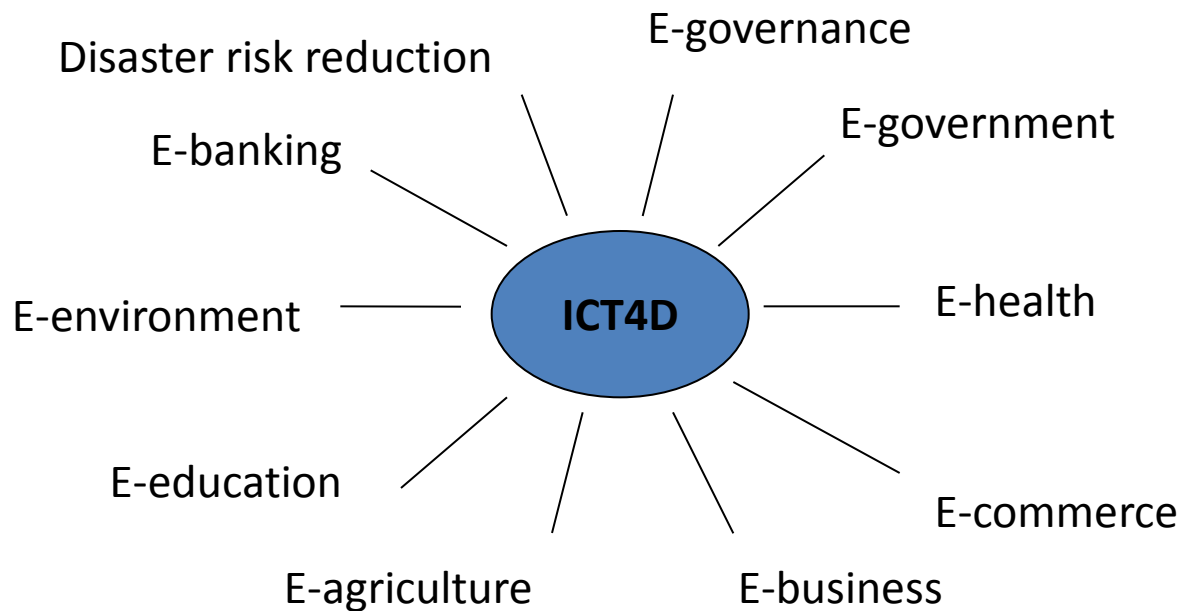 E-governance
Disaster risk reduction
E-government
E-banking
E-health
E-environment
ICT4D
E-education
E-commerce
E-agriculture
E-business